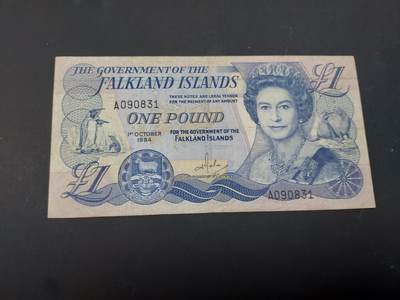 THE GOVERNMENT OF THE
FALKLAND ISLANDS
£1
A090831
THESE NOTES ARE LEGAL TENDER
FOR THE PAYMENT OF ANY AMOUNT
ONE POUND
1ST OCTOBER
1984
FOR THE GOVERNMENT OF THE
FALKLAND ISLANDS
£1
A090831